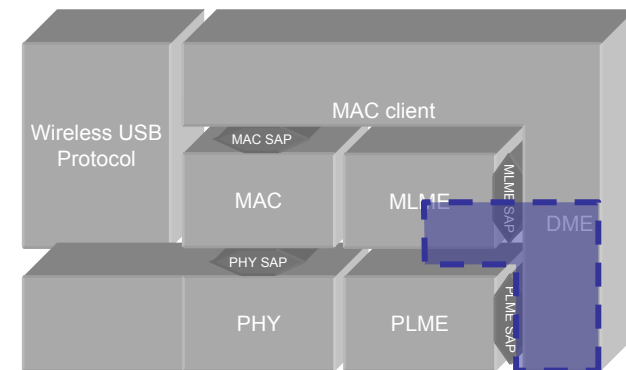 MAC client
Wireless USB
Protocol
MAC SAP
MAC
MLME
MLME SAP
DME
PHY SAP
PHY
PLME
PLME SAP